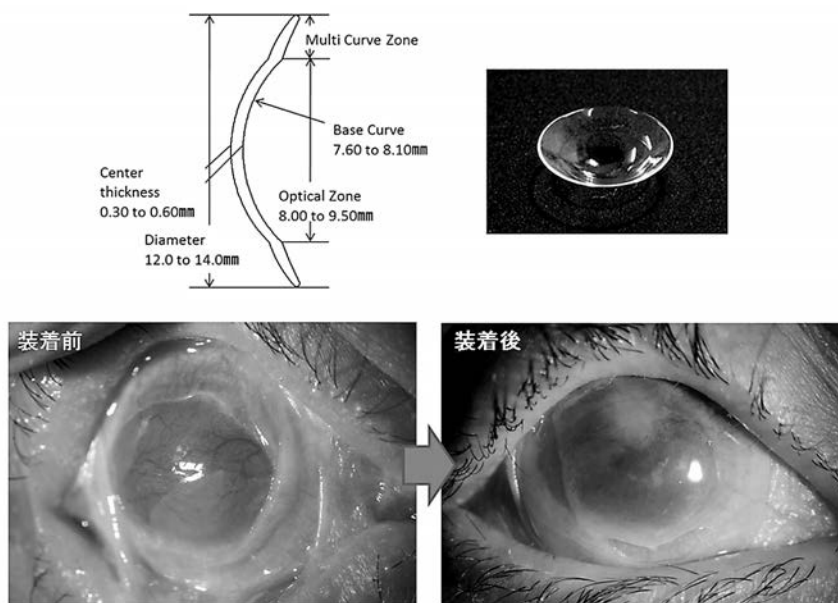 Multi Curve Zone
Base Curve
7.60 to 8.10㎜
Center
thickness
0.30 to 0.60㎜
Optical Zone
8.00 to 9.50㎜
Diameter
12.0 to 14.0㎜
装着前
装着後